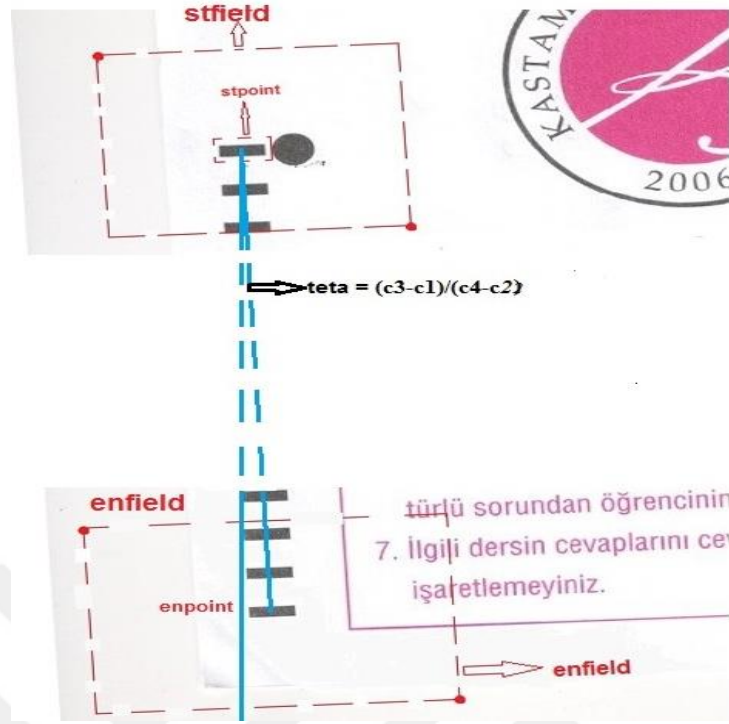 stfield
stpoint
KASTAM
2006
teta = (c3-c1)/(c4-c2)
enfield
türlü sorundan öğrencinin
7. İlgili dersin cevaplarını cev
işaretlemeyiniz.
enpoint
enfield